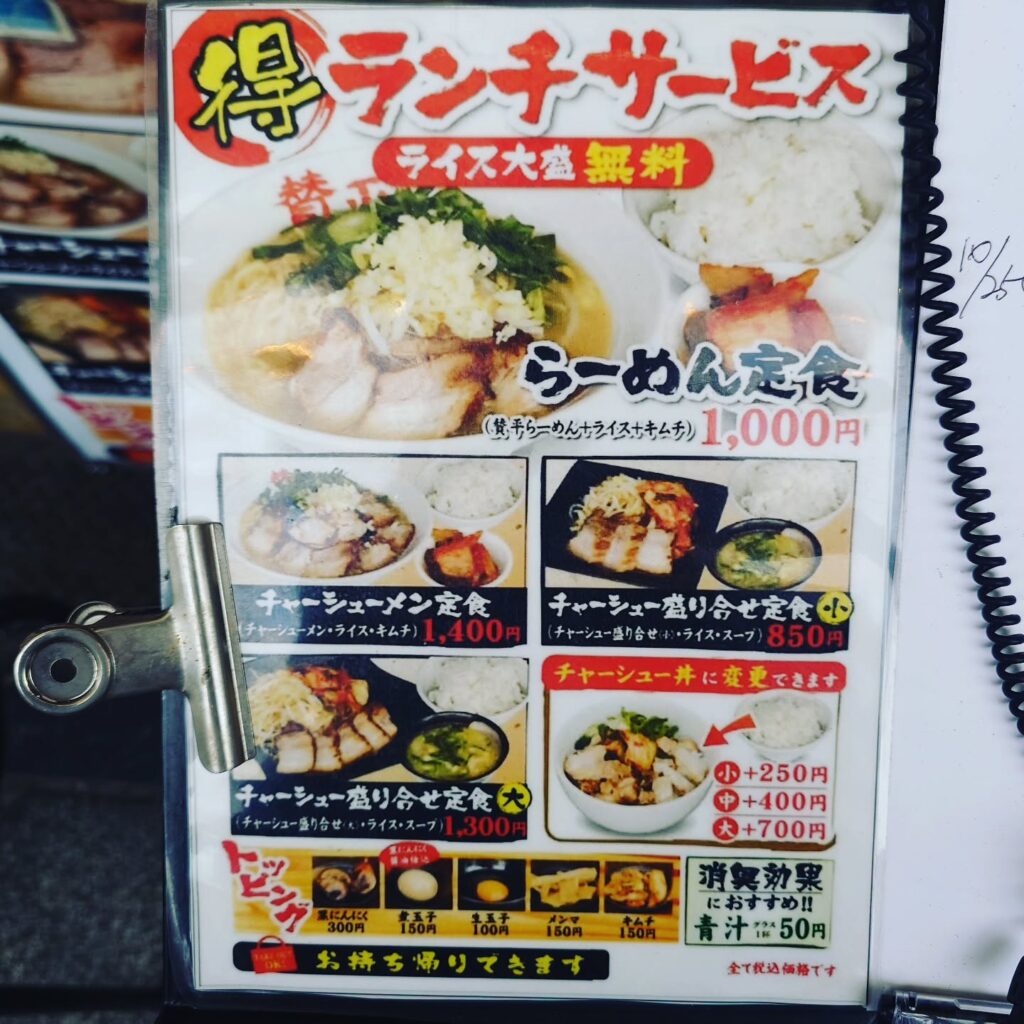 得 ランチサービス
ライス大盛無料
賛平
らーめん定食
(賛平らーめん+ライス+キムチ) 1,000円
チャーシューメン定食
(チャーシューメン・ライス・キムチ) 1,400円
チャーシュー盛り合せ定食 小
(チャーシュー盛り合せ(小)・ライス・スープ) 850円
チャーシュー盛り合せ定食 大
(チャーシュー盛り合せ(大)・ライス・スープ) 1,300円
チャーシュー丼に変更できます
小 +250円
中 +400円
大 +700円
トッピング
黒にんにく 300円
黒にんにく醤油仕込
煮玉子 150円
生玉子 100円
メンマ 150円
キムチ 150円
消臭効果
におすすめ!!
青汁 グラス1杯 50円
お持ち帰りできます
全て税込価格です
10/25